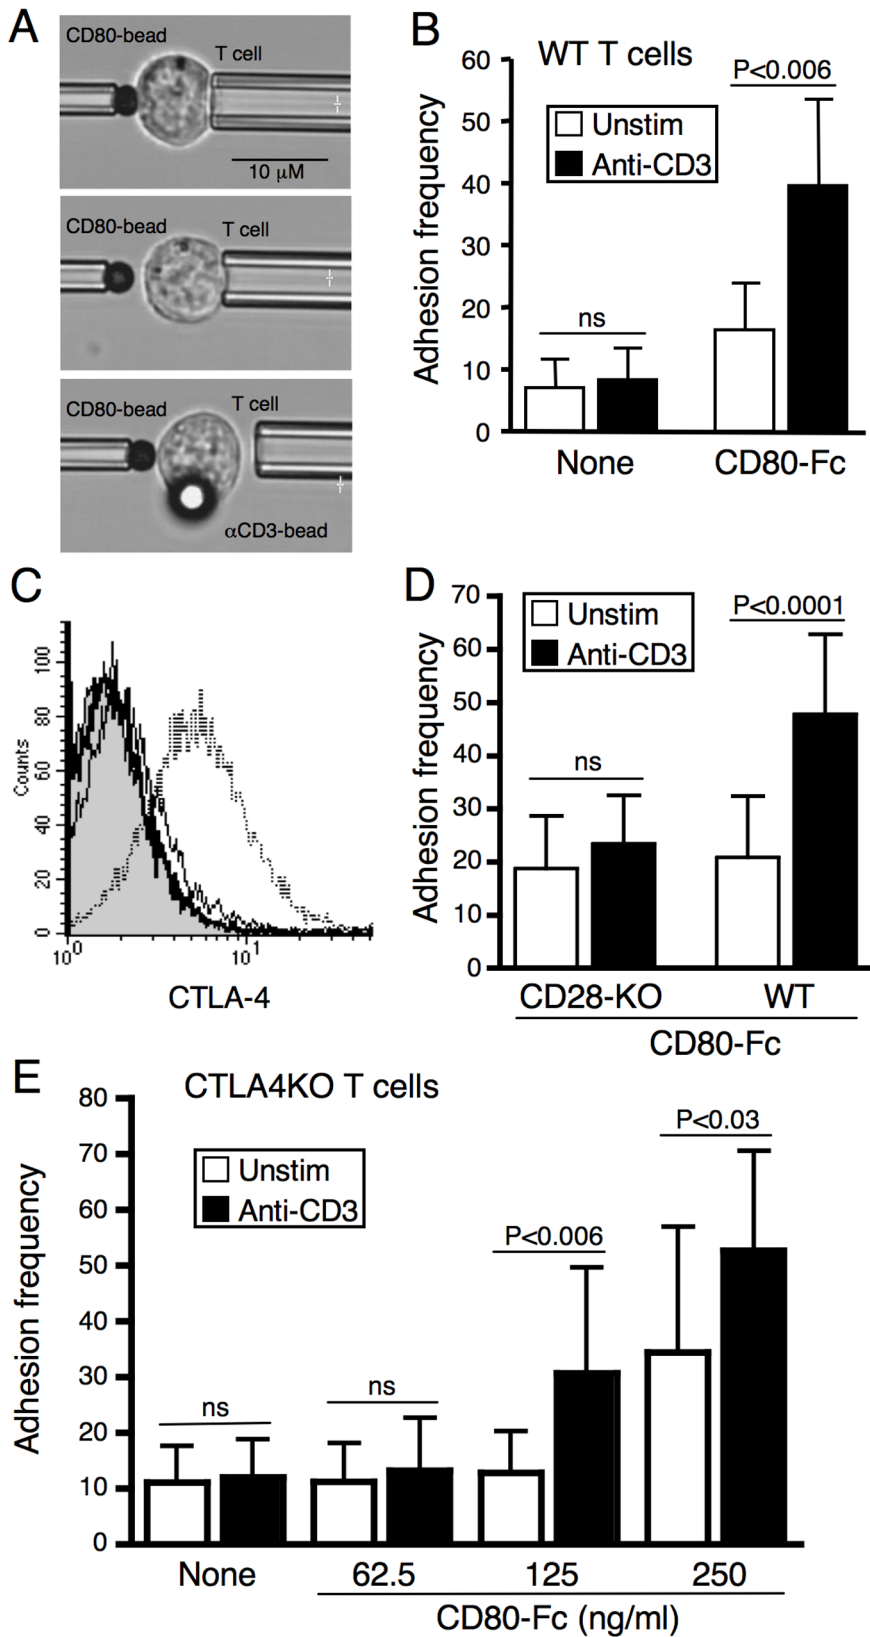 A
CD80-bead
T cell
10 µM
CD80-bead
T cell
CD80-bead
T cell
αCD3-bead
B
WT T cells
P<0.006
Unstim
Anti-CD3
ns
Adhesion frequency
60
50
40
30
20
10
0
None CD80-Fc
C
Counts
100
80
60
40
20
0
10⁰ 10¹
CTLA-4
D
Unstim
Anti-CD3
P<0.0001
ns
Adhesion frequency
70
60
50
40
30
20
10
0
CD28-KO WT
CD80-Fc
E
CTLA4KO T cells
Unstim
Anti-CD3
P<0.03
P<0.006
ns
ns
Adhesion frequency
80
70
60
50
40
30
20
10
0
None 62.5 125 250
CD80-Fc (ng/ml)